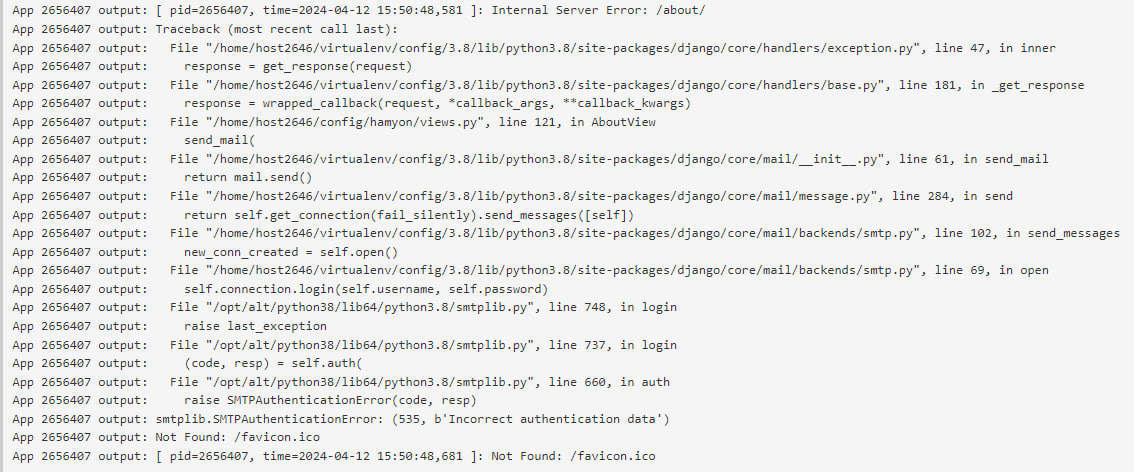 App 2656407 output: [ pid=2656407, time=2024-04-12 15:50:48,581 ]: Internal Server Error: /about/
App 2656407 output: Traceback (most recent call last):
App 2656407 output:   File "/home/host2646/virtualenv/config/3.8/lib/python3.8/site-packages/django/core/handlers/exception.py", line 47, in inner
App 2656407 output:     response = get_response(request)
App 2656407 output:   File "/home/host2646/virtualenv/config/3.8/lib/python3.8/site-packages/django/core/handlers/base.py", line 181, in _get_response
App 2656407 output:     response = wrapped_callback(request, *callback_args, **callback_kwargs)
App 2656407 output:   File "/home/host2646/config/hamyon/views.py", line 121, in AboutView
App 2656407 output:     send_mail(
App 2656407 output:   File "/home/host2646/virtualenv/config/3.8/lib/python3.8/site-packages/django/core/mail/__init__.py", line 61, in send_mail
App 2656407 output:     return mail.send()
App 2656407 output:   File "/home/host2646/virtualenv/config/3.8/lib/python3.8/site-packages/django/core/mail/message.py", line 284, in send
App 2656407 output:     return self.get_connection(fail_silently).send_messages([self])
App 2656407 output:   File "/home/host2646/virtualenv/config/3.8/lib/python3.8/site-packages/django/core/mail/backends/smtp.py", line 102, in send_messages
App 2656407 output:     new_conn_created = self.open()
App 2656407 output:   File "/home/host2646/virtualenv/config/3.8/lib/python3.8/site-packages/django/core/mail/backends/smtp.py", line 69, in open
App 2656407 output:     self.connection.login(self.username, self.password)
App 2656407 output:   File "/opt/alt/python38/lib64/python3.8/smtplib.py", line 748, in login
App 2656407 output:     raise last_exception
App 2656407 output:   File "/opt/alt/python38/lib64/python3.8/smtplib.py", line 737, in login
App 2656407 output:     (code, resp) = self.auth(
App 2656407 output:   File "/opt/alt/python38/lib64/python3.8/smtplib.py", line 660, in auth
App 2656407 output:     raise SMTPAuthenticationError(code, resp)
App 2656407 output: smtplib.SMTPAuthenticationError: (535, b'Incorrect authentication data')
App 2656407 output: Not Found: /favicon.ico
App 2656407 output: [ pid=2656407, time=2024-04-12 15:50:48,681 ]: Not Found: /favicon.ico